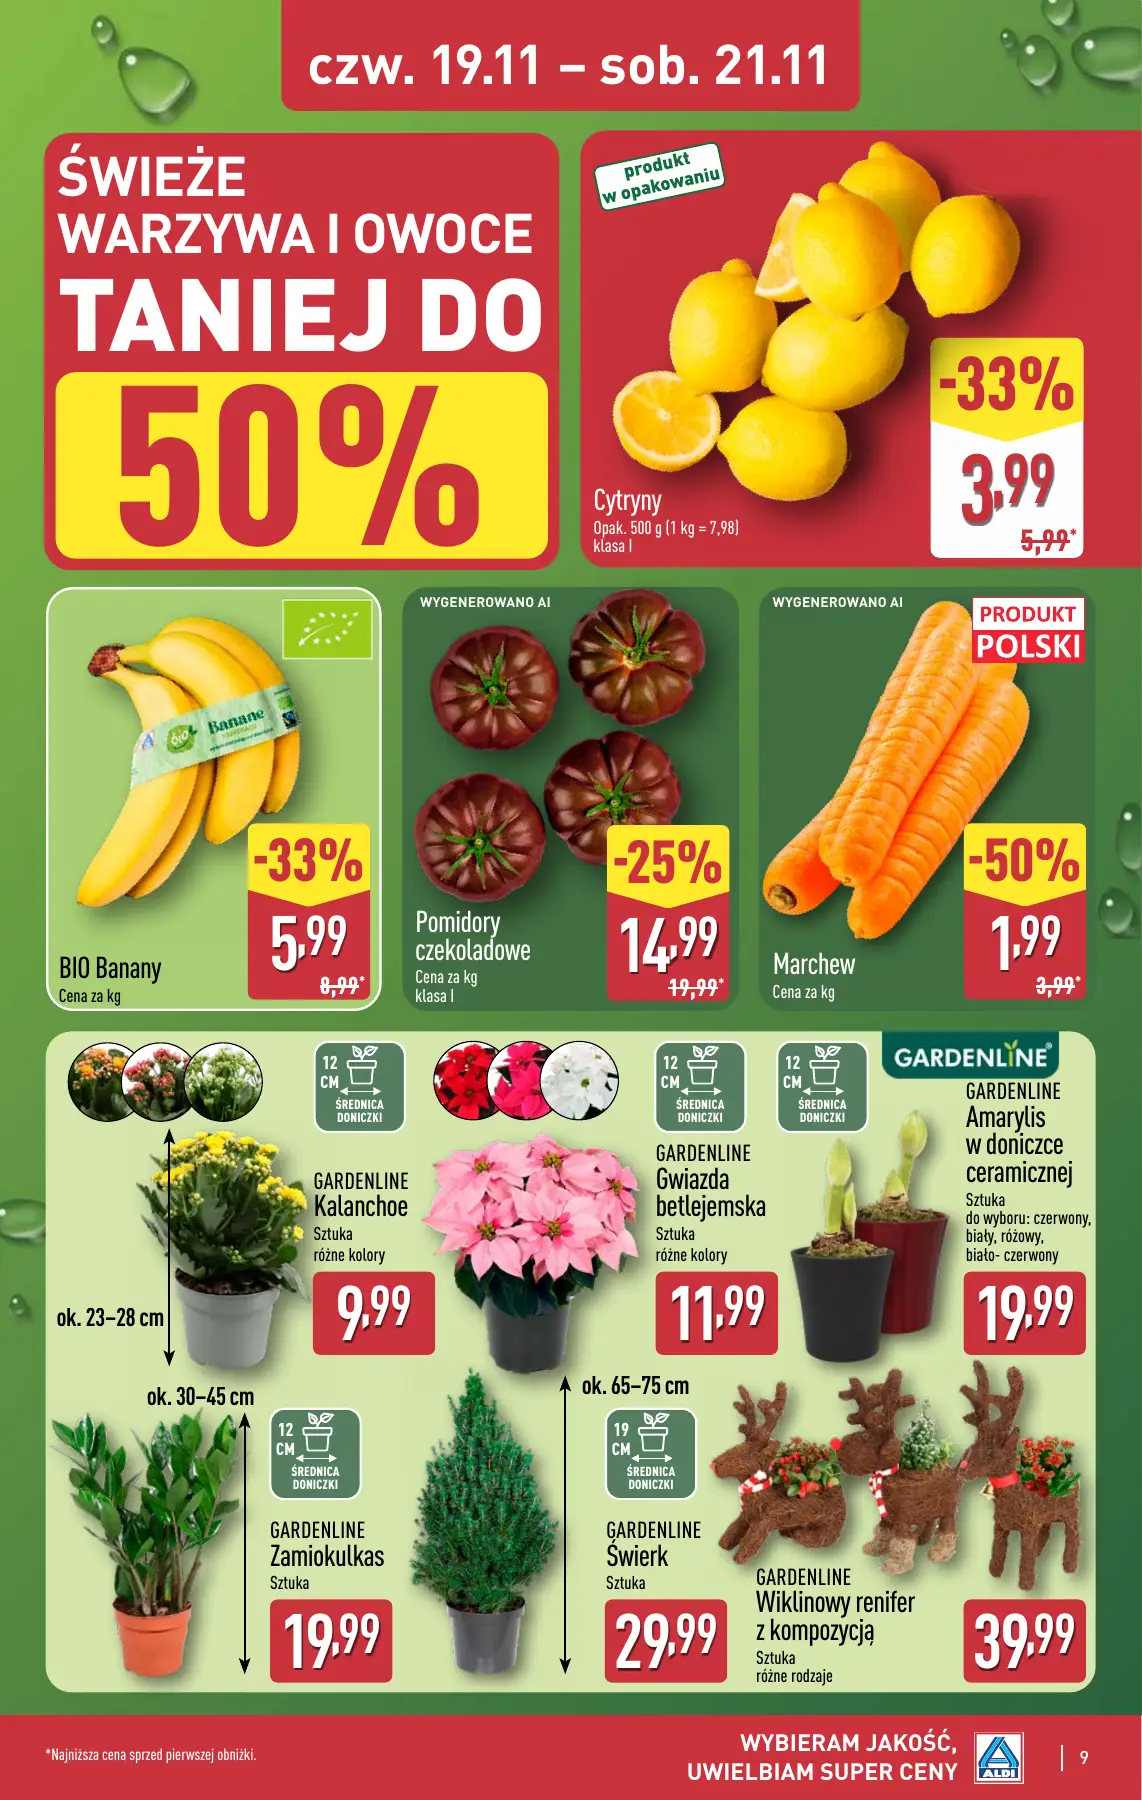 czw. 19.11 – sob. 21.11
ŚWIEŻE
WARZYWA I OWOCE
TANIEJ DO
50%
produkt
w opakowaniu
Cytryny
Opak. 500 g (1 kg = 7,98)
klasa I
-33%
3,99
5,99*
Banane
BIO
BIO Banany
Cena za kg
-33%
5,99
8,99*
WYGENEROWANO AI
Pomidory
czekoladowe
Cena za kg
klasa I
-25%
14,99
19,99*
WYGENEROWANO AI
PRODUKT
POLSKI
Marchew
Cena za kg
-50%
1,99
3,99*
12
CM
ŚREDNICA
DONICZKI
GARDENLINE
Kalanchoe
Sztuka
różne kolory
9,99
ok. 23–28 cm
12
CM
ŚREDNICA
DONICZKI
GARDENLINE
Gwiazda
betlejemska
Sztuka
różne kolory
11,99
12
CM
ŚREDNICA
DONICZKI
GARDENLINE®
GARDENLINE
Amarylis
w doniczce
ceramicznej
Sztuka
do wyboru: czerwony,
biały, różowy,
biało- czerwony
19,99
ok. 30–45 cm
12
CM
ŚREDNICA
DONICZKI
GARDENLINE
Zamiokulkas
Sztuka
19,99
ok. 65–75 cm
19
CM
ŚREDNICA
DONICZKI
GARDENLINE
Świerk
Sztuka
29,99
GARDENLINE
Wiklinowy renifer
z kompozycją
Sztuka
różne rodzaje
39,99
*Najniższa cena sprzed pierwszej obniżki.
WYBIERAM JAKOŚĆ,
UWIELBIAM SUPER CENY
ALDI
9